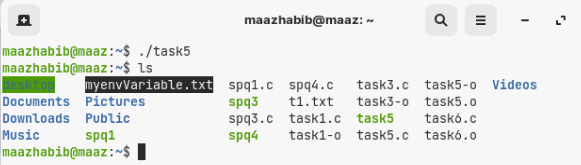 maazhabib@maaz: ~
maazhabib@maaz:~$ ./task5
maazhabib@maaz:~$ ls
desktop myenvVariable.txt spq1.c spq4.c task3.c task5-o Videos
Documents Pictures spq3 t1.txt task3-o task5.o
Downloads Public spq3.c task1.c task5 task6.c
Music spq1 spq4 task1-o task5.c task6.o
maazhabib@maaz:~$